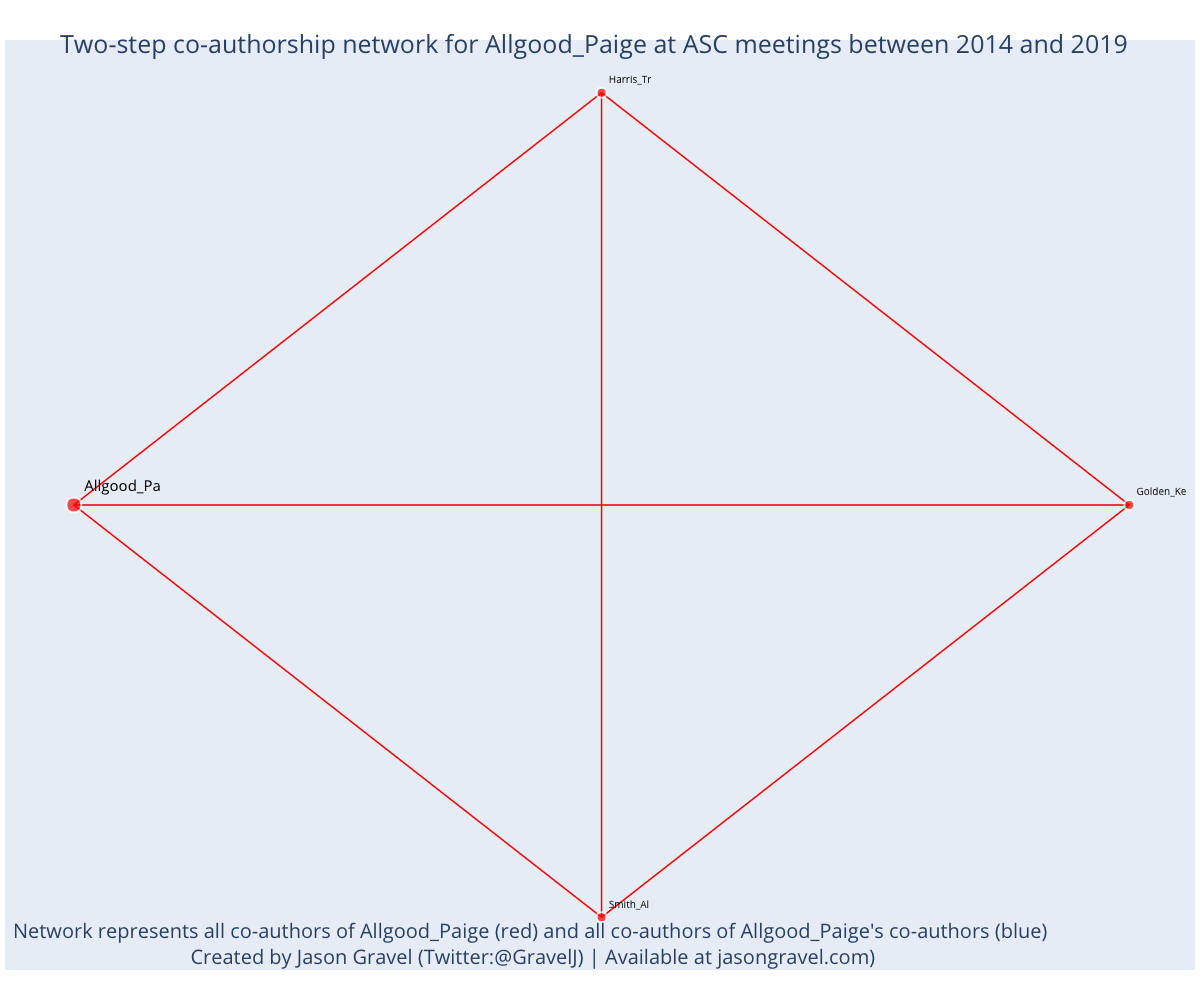 Two-step co-authorship network for Allgood_Paige at ASC meetings between 2014 and 2019
Harris_Tr
Allgood_Pa
Golden_Ke
Smith_Al
Network represents all co-authors of Allgood_Paige (red) and all co-authors of Allgood_Paige's co-authors (blue)
Created by Jason Gravel (Twitter:@GravelJ) | Available at jasongravel.com)